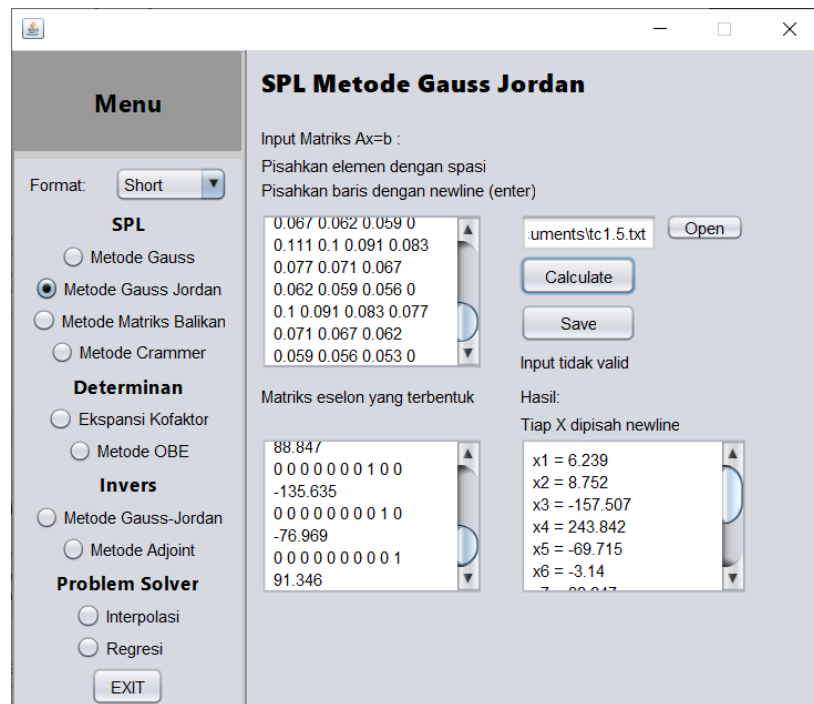 Menu
Format:
Short
SPL
Metode Gauss
Metode Gauss Jordan
Metode Matriks Balikan
Metode Crammer
Determinan
Ekspansi Kofaktor
Metode OBE
Invers
Metode Gauss-Jordan
Metode Adjoint
Problem Solver
Interpolasi
Regresi
EXIT
SPL Metode Gauss Jordan
Input Matriks Ax=b :
Pisahkan elemen dengan spasi
Pisahkan baris dengan newline (enter)
0.067 0.062 0.059 0
0.111 0.1 0.091 0.083
0.077 0.071 0.067
0.062 0.059 0.056 0
0.1 0.091 0.083 0.077
0.071 0.067 0.062
0.059 0.056 0.053 0
uments\tc1.5.txt
Open
Calculate
Save
Input tidak valid
Matriks eselon yang terbentuk
88.847
0 0 0 0 0 0 0 1 0 0
-135.635
0 0 0 0 0 0 0 0 1 0
-76.969
0 0 0 0 0 0 0 0 0 1
91.346
Hasil:
Tiap X dipisah newline
x1 = 6.239
x2 = 8.752
x3 = -157.507
x4 = 243.842
x5 = -69.715
x6 = -3.14